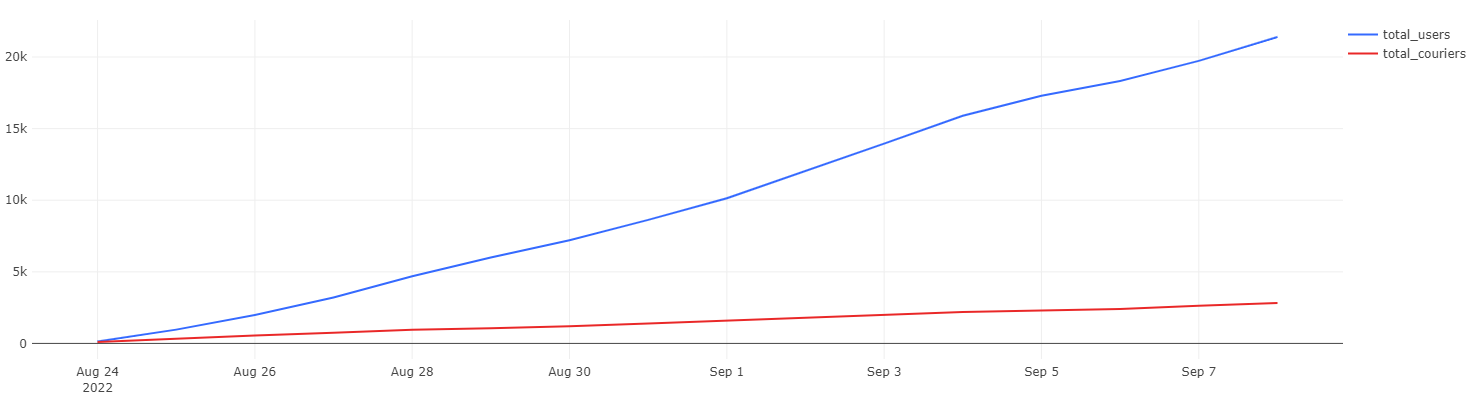 total_users
total_couriers
20k
15k
10k
5k
0
Aug 24 Aug 26 Aug 28 Aug 30 Sep 1 Sep 3 Sep 5 Sep 7
2022